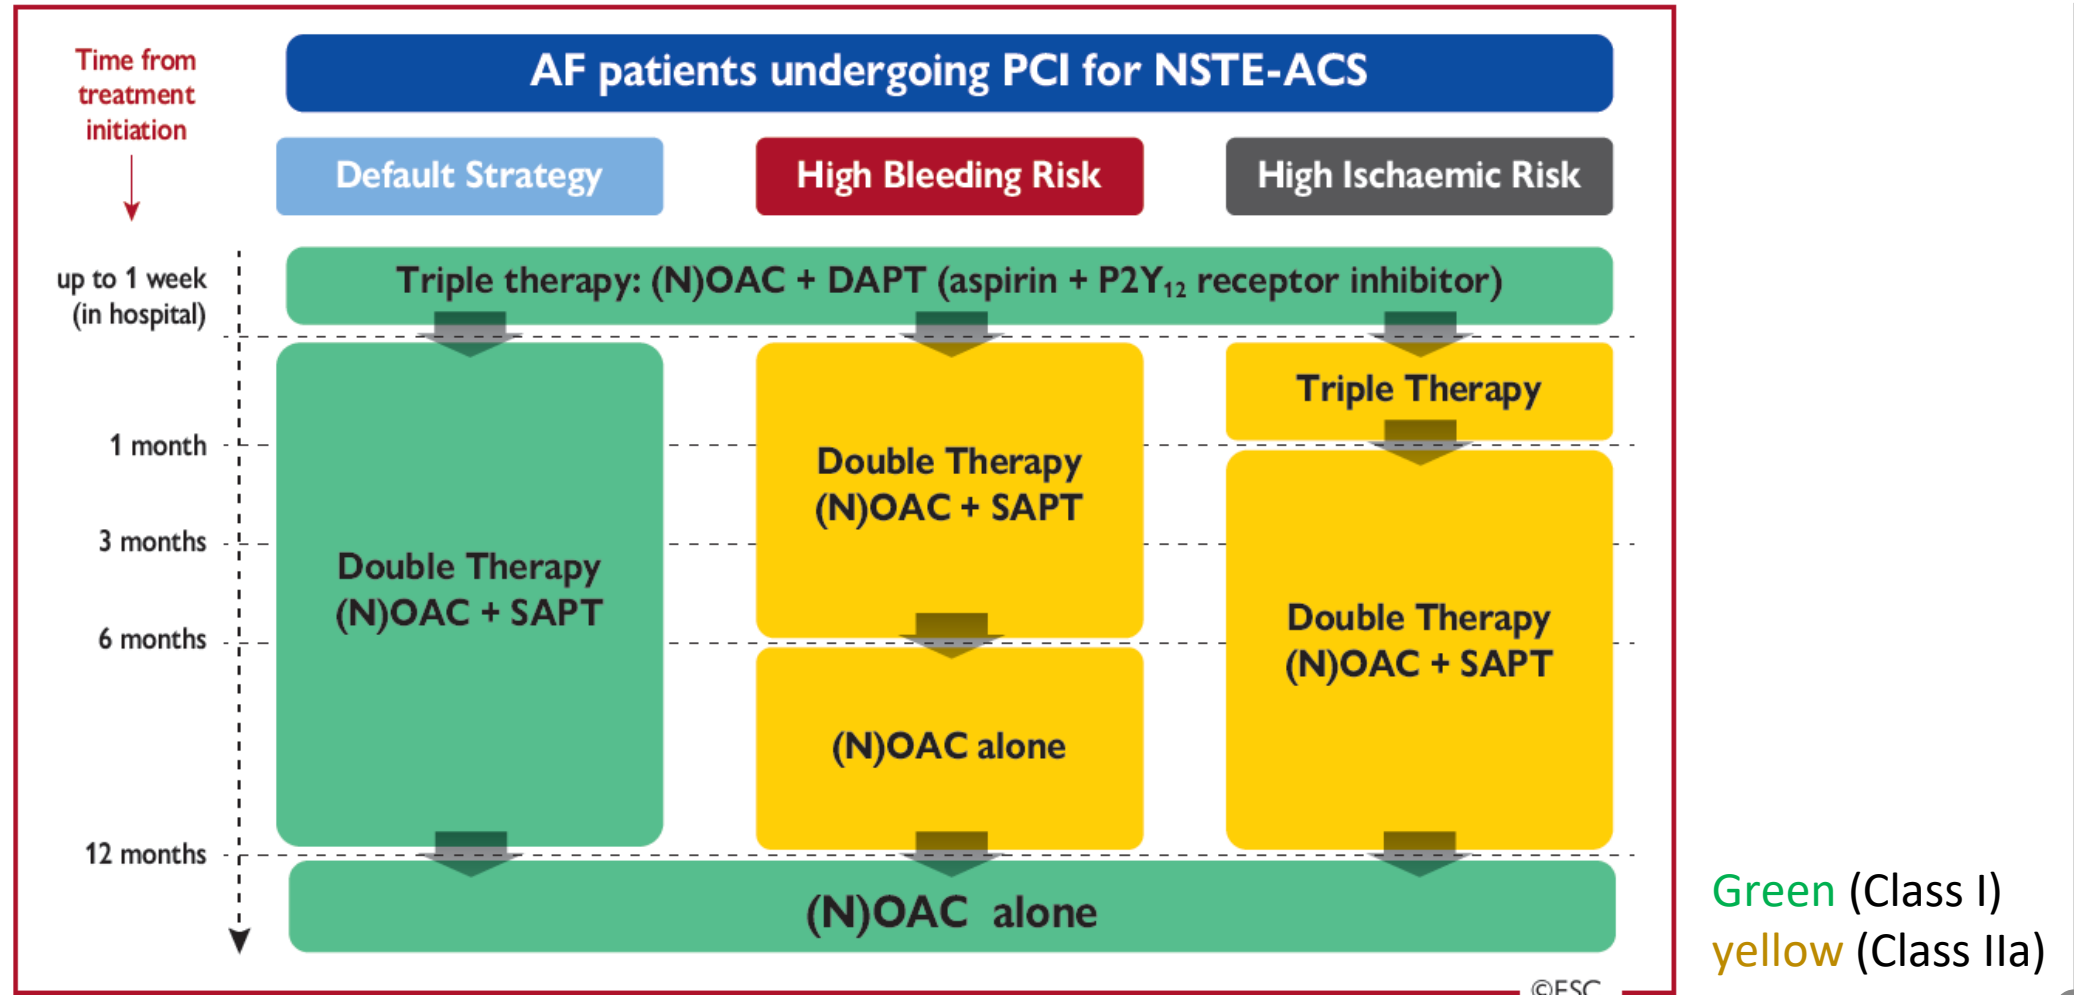 Time from
treatment
initiation
AF patients undergoing PCI for NSTE-ACS
Default Strategy
High Bleeding Risk
High Ischaemic Risk
up to 1 week
(in hospital)
Triple therapy: (N)OAC + DAPT (aspirin + P2Y₁₂ receptor inhibitor)
Triple Therapy
1 month
Double Therapy
(N)OAC + SAPT
3 months
Double Therapy
(N)OAC + SAPT
6 months
Double Therapy
(N)OAC + SAPT
(N)OAC alone
12 months
(N)OAC alone
Green (Class I)
yellow (Class IIa)
©ESC